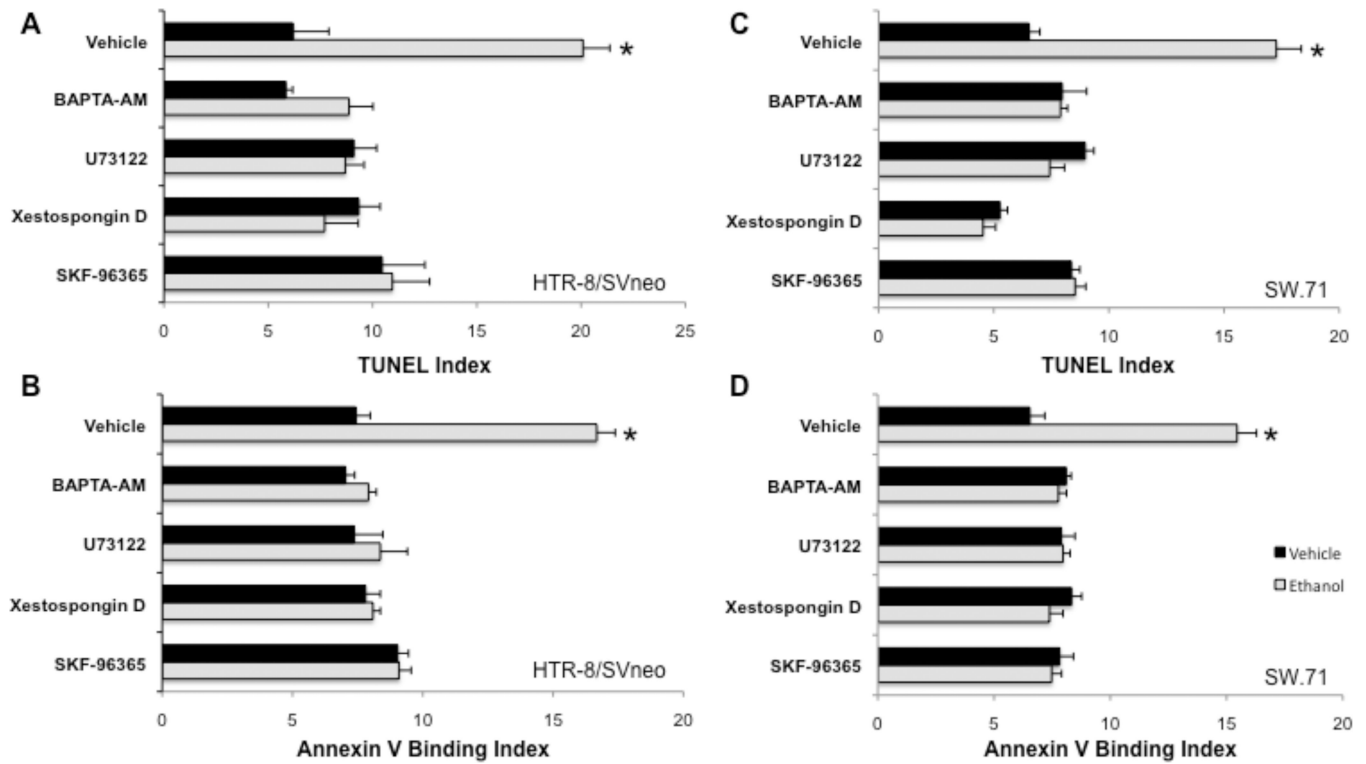 A
Vehicle
*
BAPTA-AM
U73122
Xestospongin D
SKF-96365
HTR-8/SVneo
0 5 10 15 20 25
TUNEL Index
C
Vehicle
*
BAPTA-AM
U73122
Xestospongin D
SKF-96365
SW.71
0 5 10 15 20
TUNEL Index
B
Vehicle
*
BAPTA-AM
U73122
Xestospongin D
SKF-96365
HTR-8/SVneo
0 5 10 15 20
Annexin V Binding Index
D
Vehicle
*
BAPTA-AM
U73122
Xestospongin D
SKF-96365
Vehicle
Ethanol
SW.71
0 5 10 15 20
Annexin V Binding Index